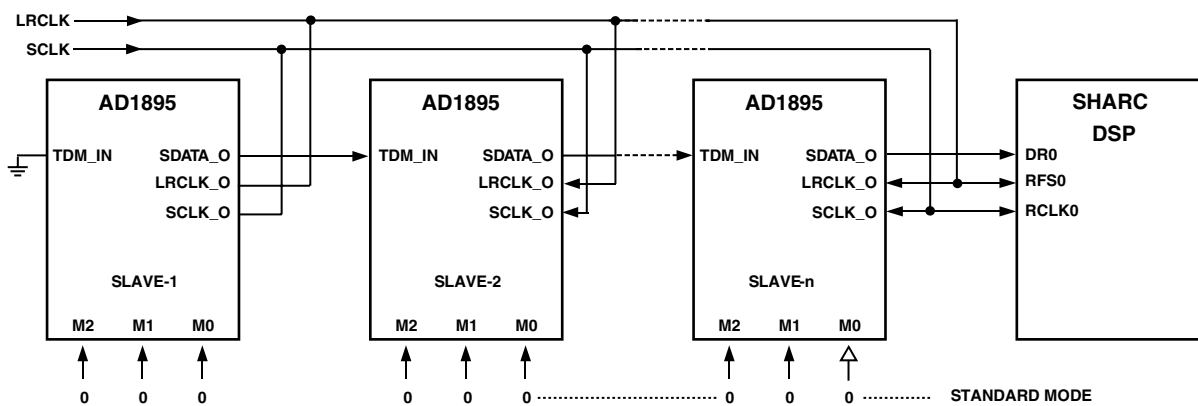 LRCLK
SCLK
AD1895 AD1895 AD1895 SHARC
DSP
TDM_IN SDATA_O TDM_IN SDATA_O TDM_IN SDATA_O DR0
LRCLK_O LRCLK_O LRCLK_O RFS0
SCLK_O SCLK_O SCLK_O RCLK0
SLAVE-1 SLAVE-2 SLAVE-n
M2 M1 M0 M2 M1 M0 M2 M1 M0
0 0 0 0 0 0 0 0 0 STANDARD MODE